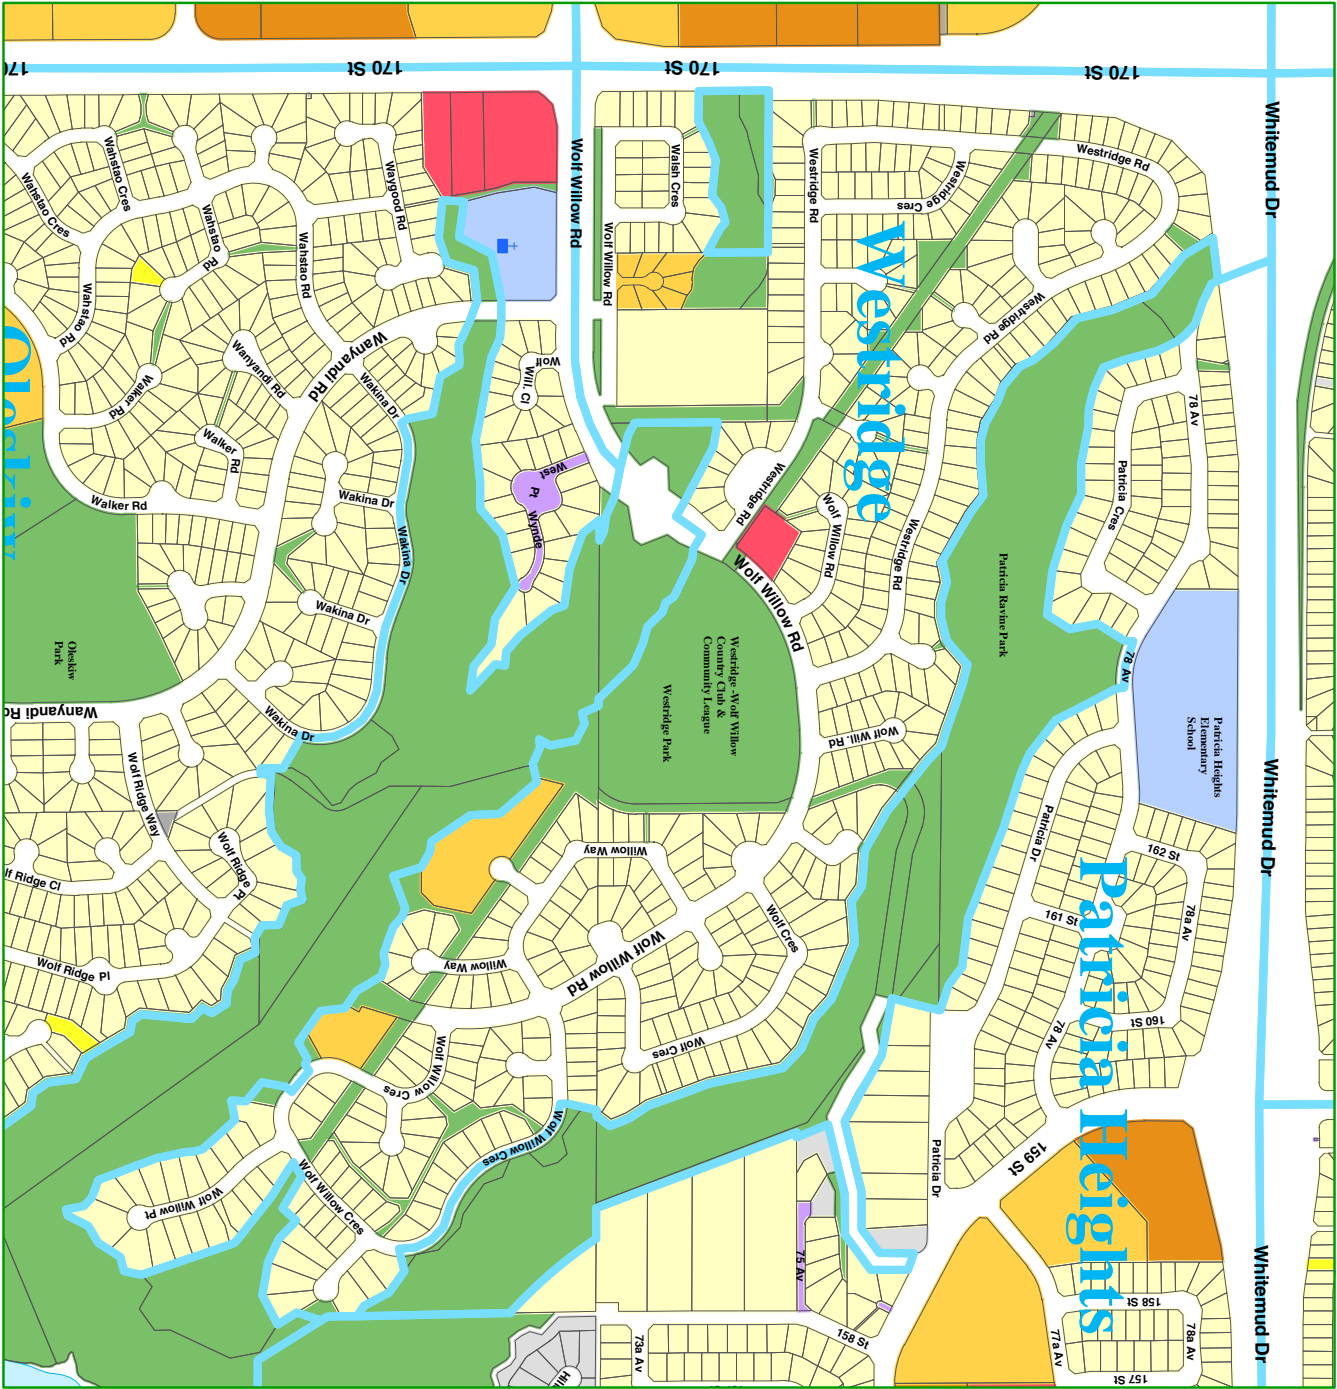 170 St
170 St
170 St
170
Whitemud Dr
Wolf Willow Rd
Walsh Cres
Wolf Willow Rd
Westridge Rd
Westridge Cres
Westridge Rd
Wahstao Cres
Wahstao Cres
Waygood Rd
Wahstao Rd
Wahstao Rd
Wahstao Rd
Westridge
Westridge Rd
Oleskiw
Wanyandi Rd
Wanyandi Rd
Wakina Dr
Walker Rd
Wolf
Will. Cl
78 Av
Walker Rd
Walker Rd
Wakina Dr
Wakina Dr
West
Pt
Wynde
Westridge Rd
Wolf Willow Rd
Westridge Rd
Patricia Cres
Wolf Willow Rd
Wakina Dr
Oleskiw
Park
Wanyandi Rd
Wakina Dr
Westridge -Wolf Willow
Country Club &
Community League
Westridge Park
Patricia Ravine Park
78 Av
Patricia Heights
Elementary
School
Wolf Will. Rd
Wolf Ridge Way
Wolf Ridge Pt
lf Ridge Cl
Wolf Ridge Pl
Willow Way
Willow Way
Wolf Willow Rd
Wolf Cres
Wolf Cres
Patricia Dr
162 St
161 St
78a Av
160 St
78 Av
Whitemud Dr
Patricia Heights
Wolf Willow Cres
Wolf Willow Cres
Wolf Willow Cres
Wolf Willow Pt
Patricia Dr
159 St
75 Av
158 St
73a Av
158 St
78a Av
77a Av
157 St
Whitemud Dr